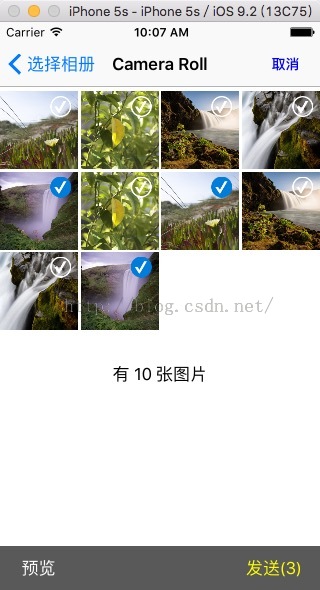 iPhone 5s - iPhone 5s / iOS 9.2 (13C75)
Carrier 10:07 AM
选择相册 Camera Roll 取消
http://blog.csdn.net/
有 10 张图片
预览 发送(3)